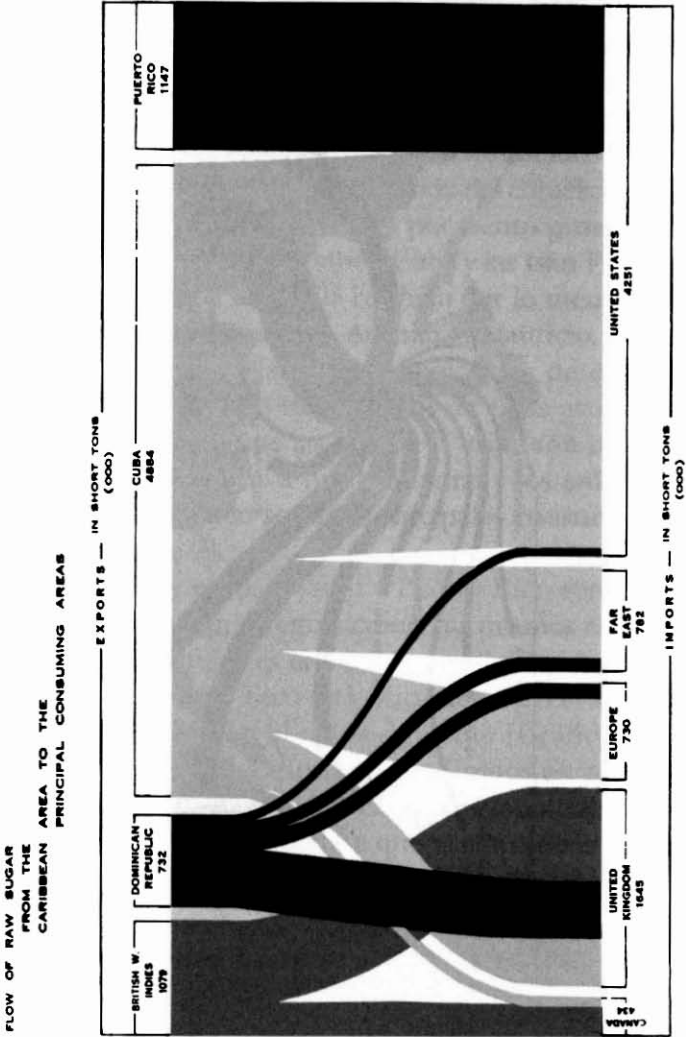 FLOW OF RAW SUGAR
FROM THE
CARIBBEAN AREA TO THE
PRINCIPAL CONSUMING AREAS
EXPORTS — IN SHORT TONS
(000)
BRITISH W.
INDIES
1079
DOMINICAN
REPUBLIC
732
CUBA
4884
PUERTO
RICO
1147
CANADA
434
UNITED
KINGDOM
1645
EUROPE
730
FAR
EAST
782
UNITED STATES
4251
IMPORTS — IN SHORT TONS
(000)